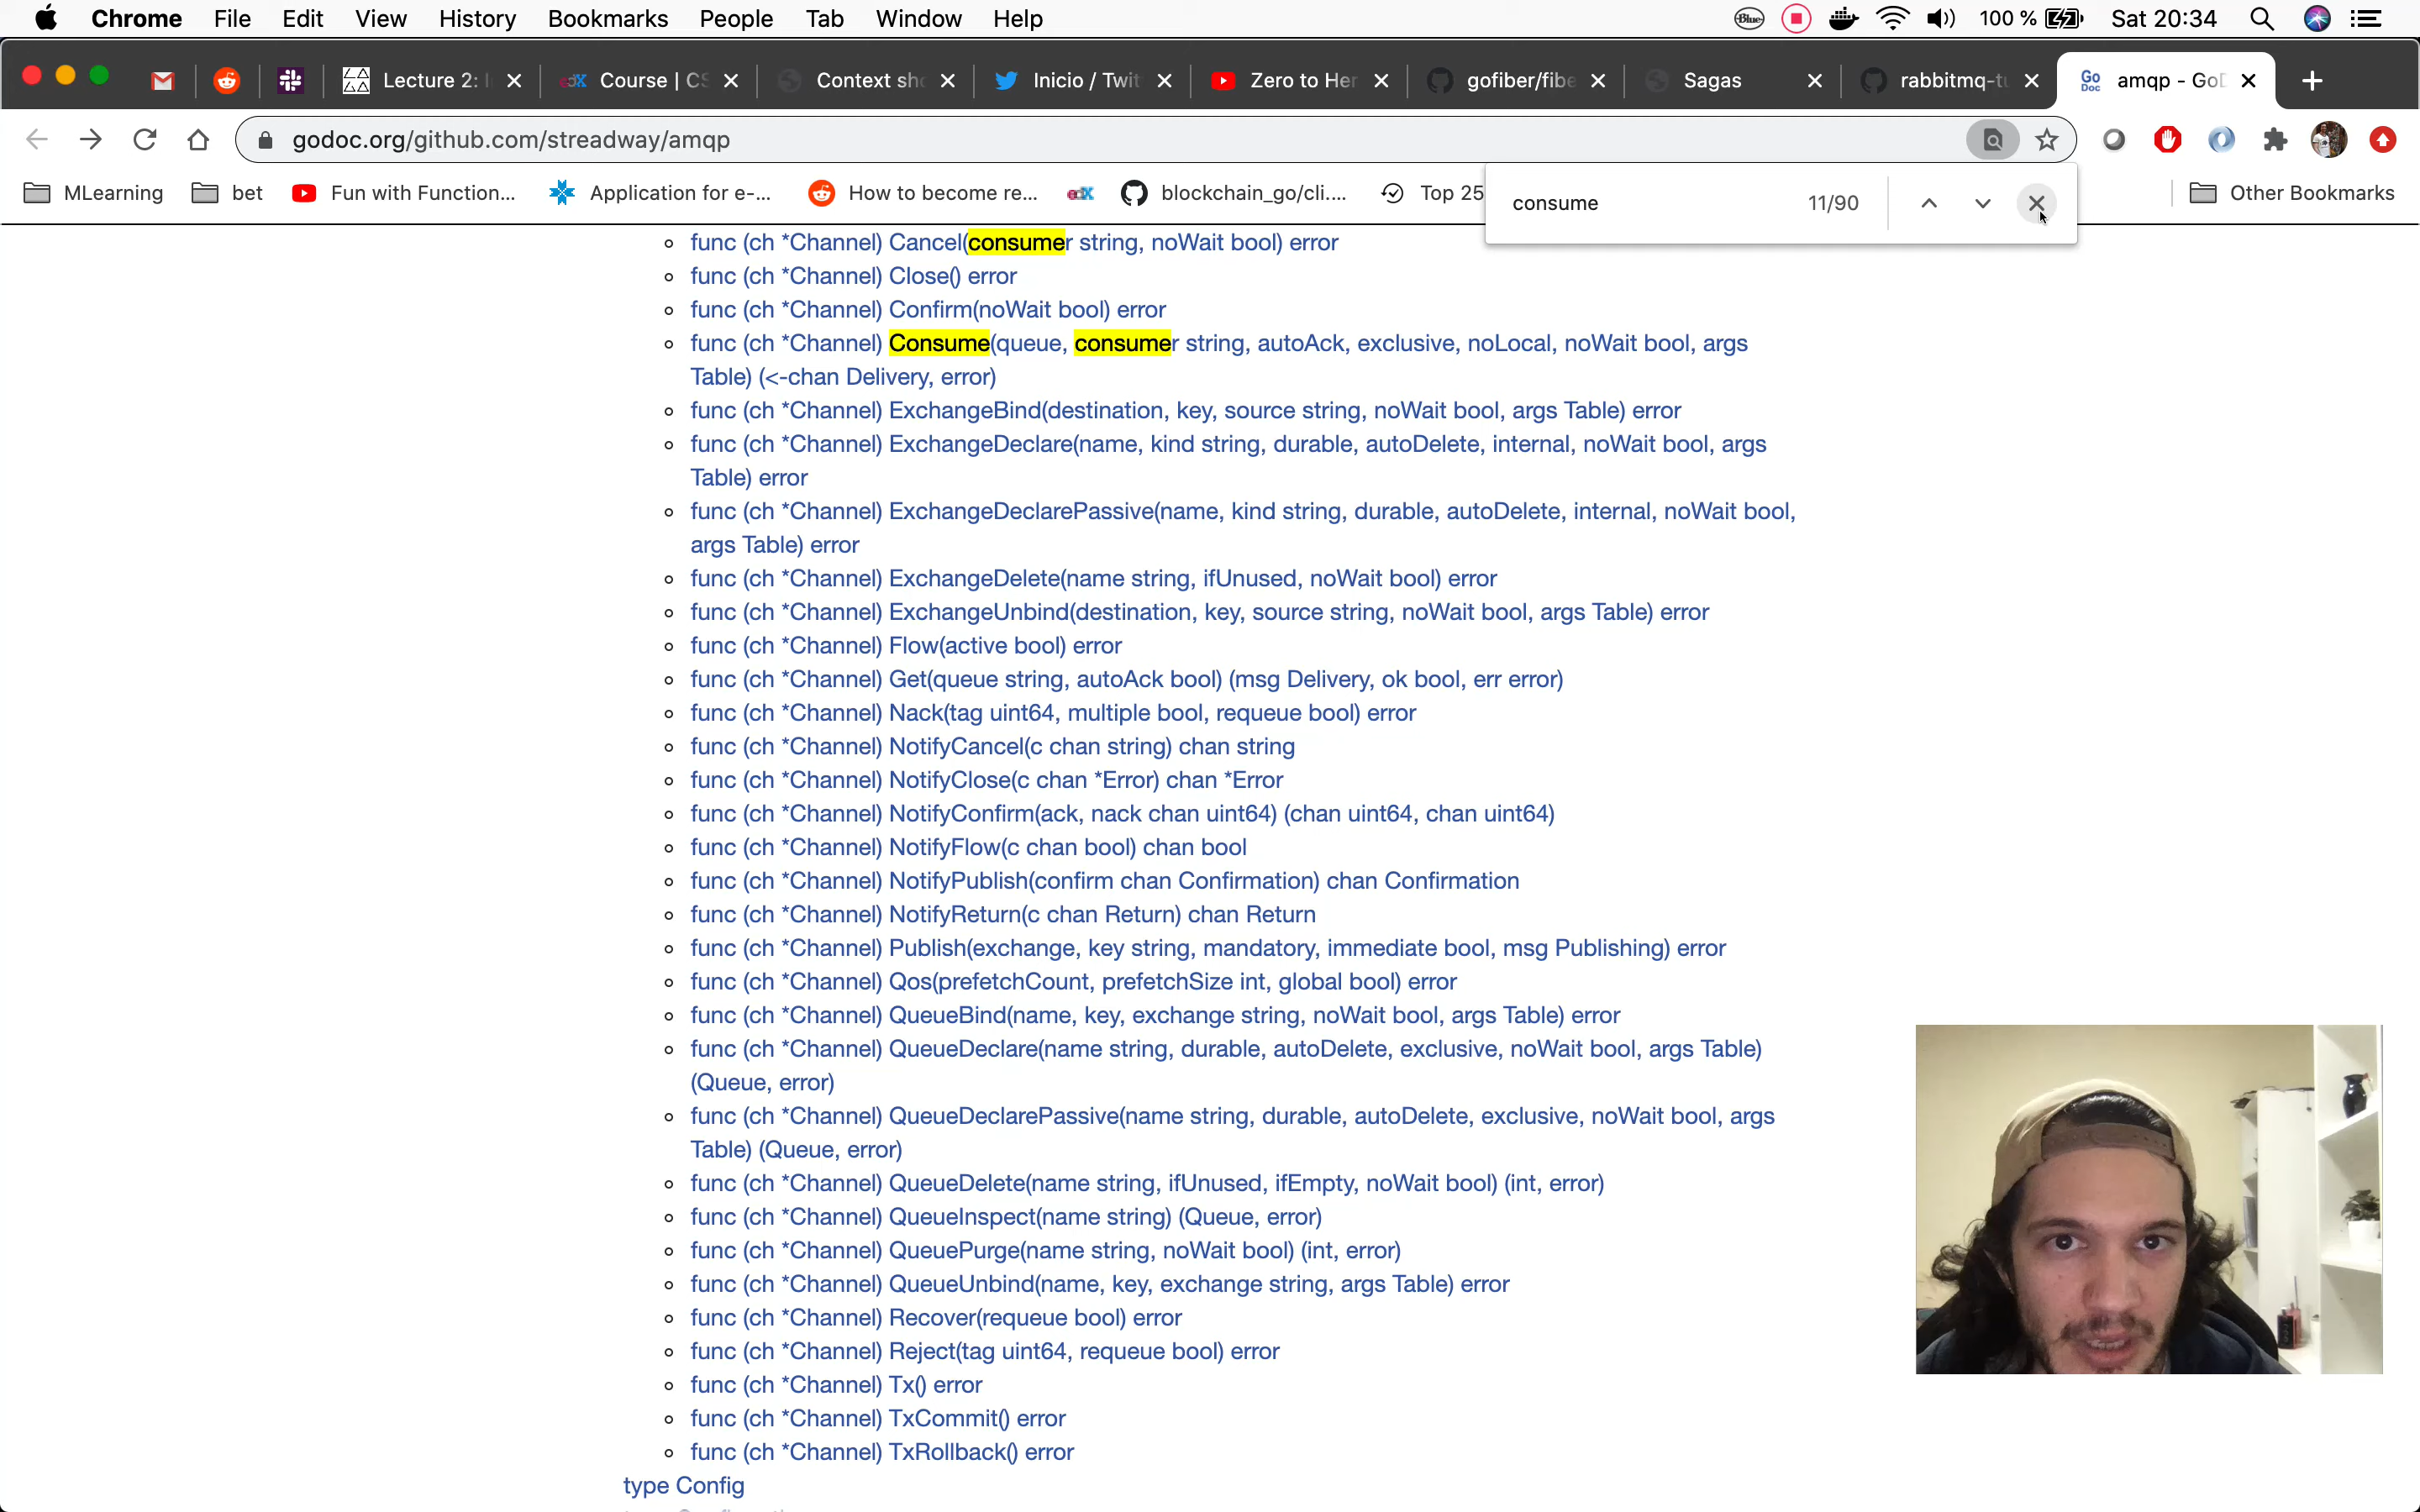 Chrome File Edit View History Bookmarks People Tab Window Help Blue 100 % Sat 20:34
Lecture 2: I Course | CS Context sho Inicio / Twit Zero to Her gofiber/fibe Sagas rabbitmq-tu Go Doc amqp - GoD
godoc.org/github.com/streadway/amqp
MLearning bet Fun with Function... Application for e-... How to become re... edX blockchain_go/cli.... Top 25 Other Bookmarks
consume 11/90
func (ch *Channel) Cancel(consumer string, noWait bool) error
func (ch *Channel) Close() error
func (ch *Channel) Confirm(noWait bool) error
func (ch *Channel) Consume(queue, consumer string, autoAck, exclusive, noLocal, noWait bool, args
Table) (<-chan Delivery, error)
func (ch *Channel) ExchangeBind(destination, key, source string, noWait bool, args Table) error
func (ch *Channel) ExchangeDeclare(name, kind string, durable, autoDelete, internal, noWait bool, args
Table) error
func (ch *Channel) ExchangeDeclarePassive(name, kind string, durable, autoDelete, internal, noWait bool,
args Table) error
func (ch *Channel) ExchangeDelete(name string, ifUnused, noWait bool) error
func (ch *Channel) ExchangeUnbind(destination, key, source string, noWait bool, args Table) error
func (ch *Channel) Flow(active bool) error
func (ch *Channel) Get(queue string, autoAck bool) (msg Delivery, ok bool, err error)
func (ch *Channel) Nack(tag uint64, multiple bool, requeue bool) error
func (ch *Channel) NotifyCancel(c chan string) chan string
func (ch *Channel) NotifyClose(c chan *Error) chan *Error
func (ch *Channel) NotifyConfirm(ack, nack chan uint64) (chan uint64, chan uint64)
func (ch *Channel) NotifyFlow(c chan bool) chan bool
func (ch *Channel) NotifyPublish(confirm chan Confirmation) chan Confirmation
func (ch *Channel) NotifyReturn(c chan Return) chan Return
func (ch *Channel) Publish(exchange, key string, mandatory, immediate bool, msg Publishing) error
func (ch *Channel) Qos(prefetchCount, prefetchSize int, global bool) error
func (ch *Channel) QueueBind(name, key, exchange string, noWait bool, args Table) error
func (ch *Channel) QueueDeclare(name string, durable, autoDelete, exclusive, noWait bool, args Table)
(Queue, error)
func (ch *Channel) QueueDeclarePassive(name string, durable, autoDelete, exclusive, noWait bool, args
Table) (Queue, error)
func (ch *Channel) QueueDelete(name string, ifUnused, ifEmpty, noWait bool) (int, error)
func (ch *Channel) QueueInspect(name string) (Queue, error)
func (ch *Channel) QueuePurge(name string, noWait bool) (int, error)
func (ch *Channel) QueueUnbind(name, key, exchange string, args Table) error
func (ch *Channel) Recover(requeue bool) error
func (ch *Channel) Reject(tag uint64, requeue bool) error
func (ch *Channel) Tx() error
func (ch *Channel) TxCommit() error
func (ch *Channel) TxRollback() error
type Config